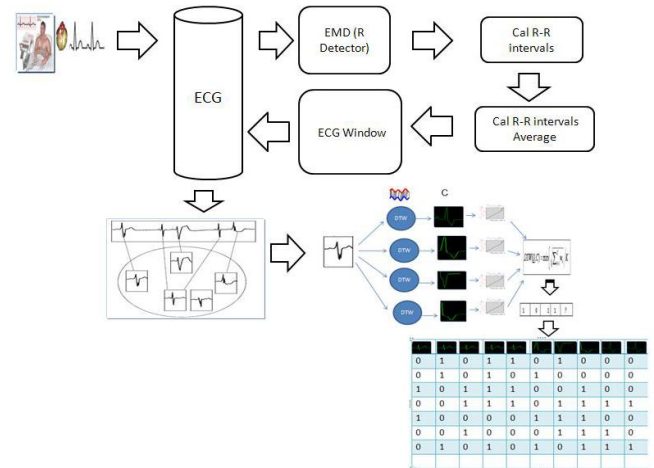 EMD (R
Detector)
Cal R-R
intervals
ECG
ECG Window
Cal R-R intervals
Average
C
DTW
DTW
DTW
DTW
0 1 0 1 1 0 1 0 0 0
0 1 0 1 0 1 0 1 0 0
1 0 1 1 1 0 1 0 0 0
0 0 1 1 1 0 1 1 1 1
1 0 0 0 0 1 1 1 0 0
0 0 1 0 0 0 1 1 1 0
0 1 0 1 0 1 0 1 1 1